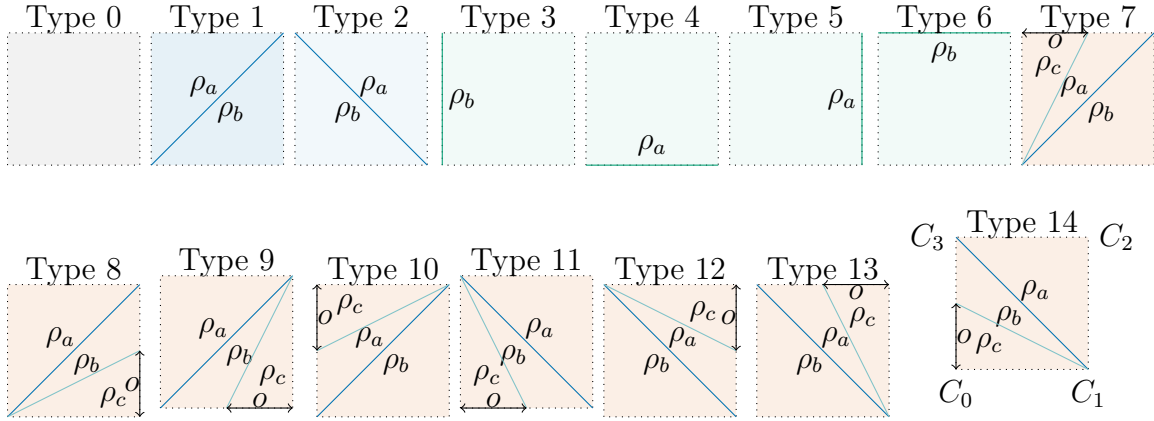 Type 0 Type 1 Type 2 Type 3 Type 4 Type 5 Type 6 Type 7
o
ρb ρc
ρa ρa ρa
ρb ρa
ρb ρb ρb
ρa
C3 Type 14 C2
Type 8 Type 9 Type 10 Type 11 Type 12 Type 13
o
ρc ρc ρa
o o ρb o
ρa ρa ρa ρa ρa ρa ρc
ρb ρb ρb ρb ρb ρb ρc
o ρc ρc
ρc
o o
C0 C1